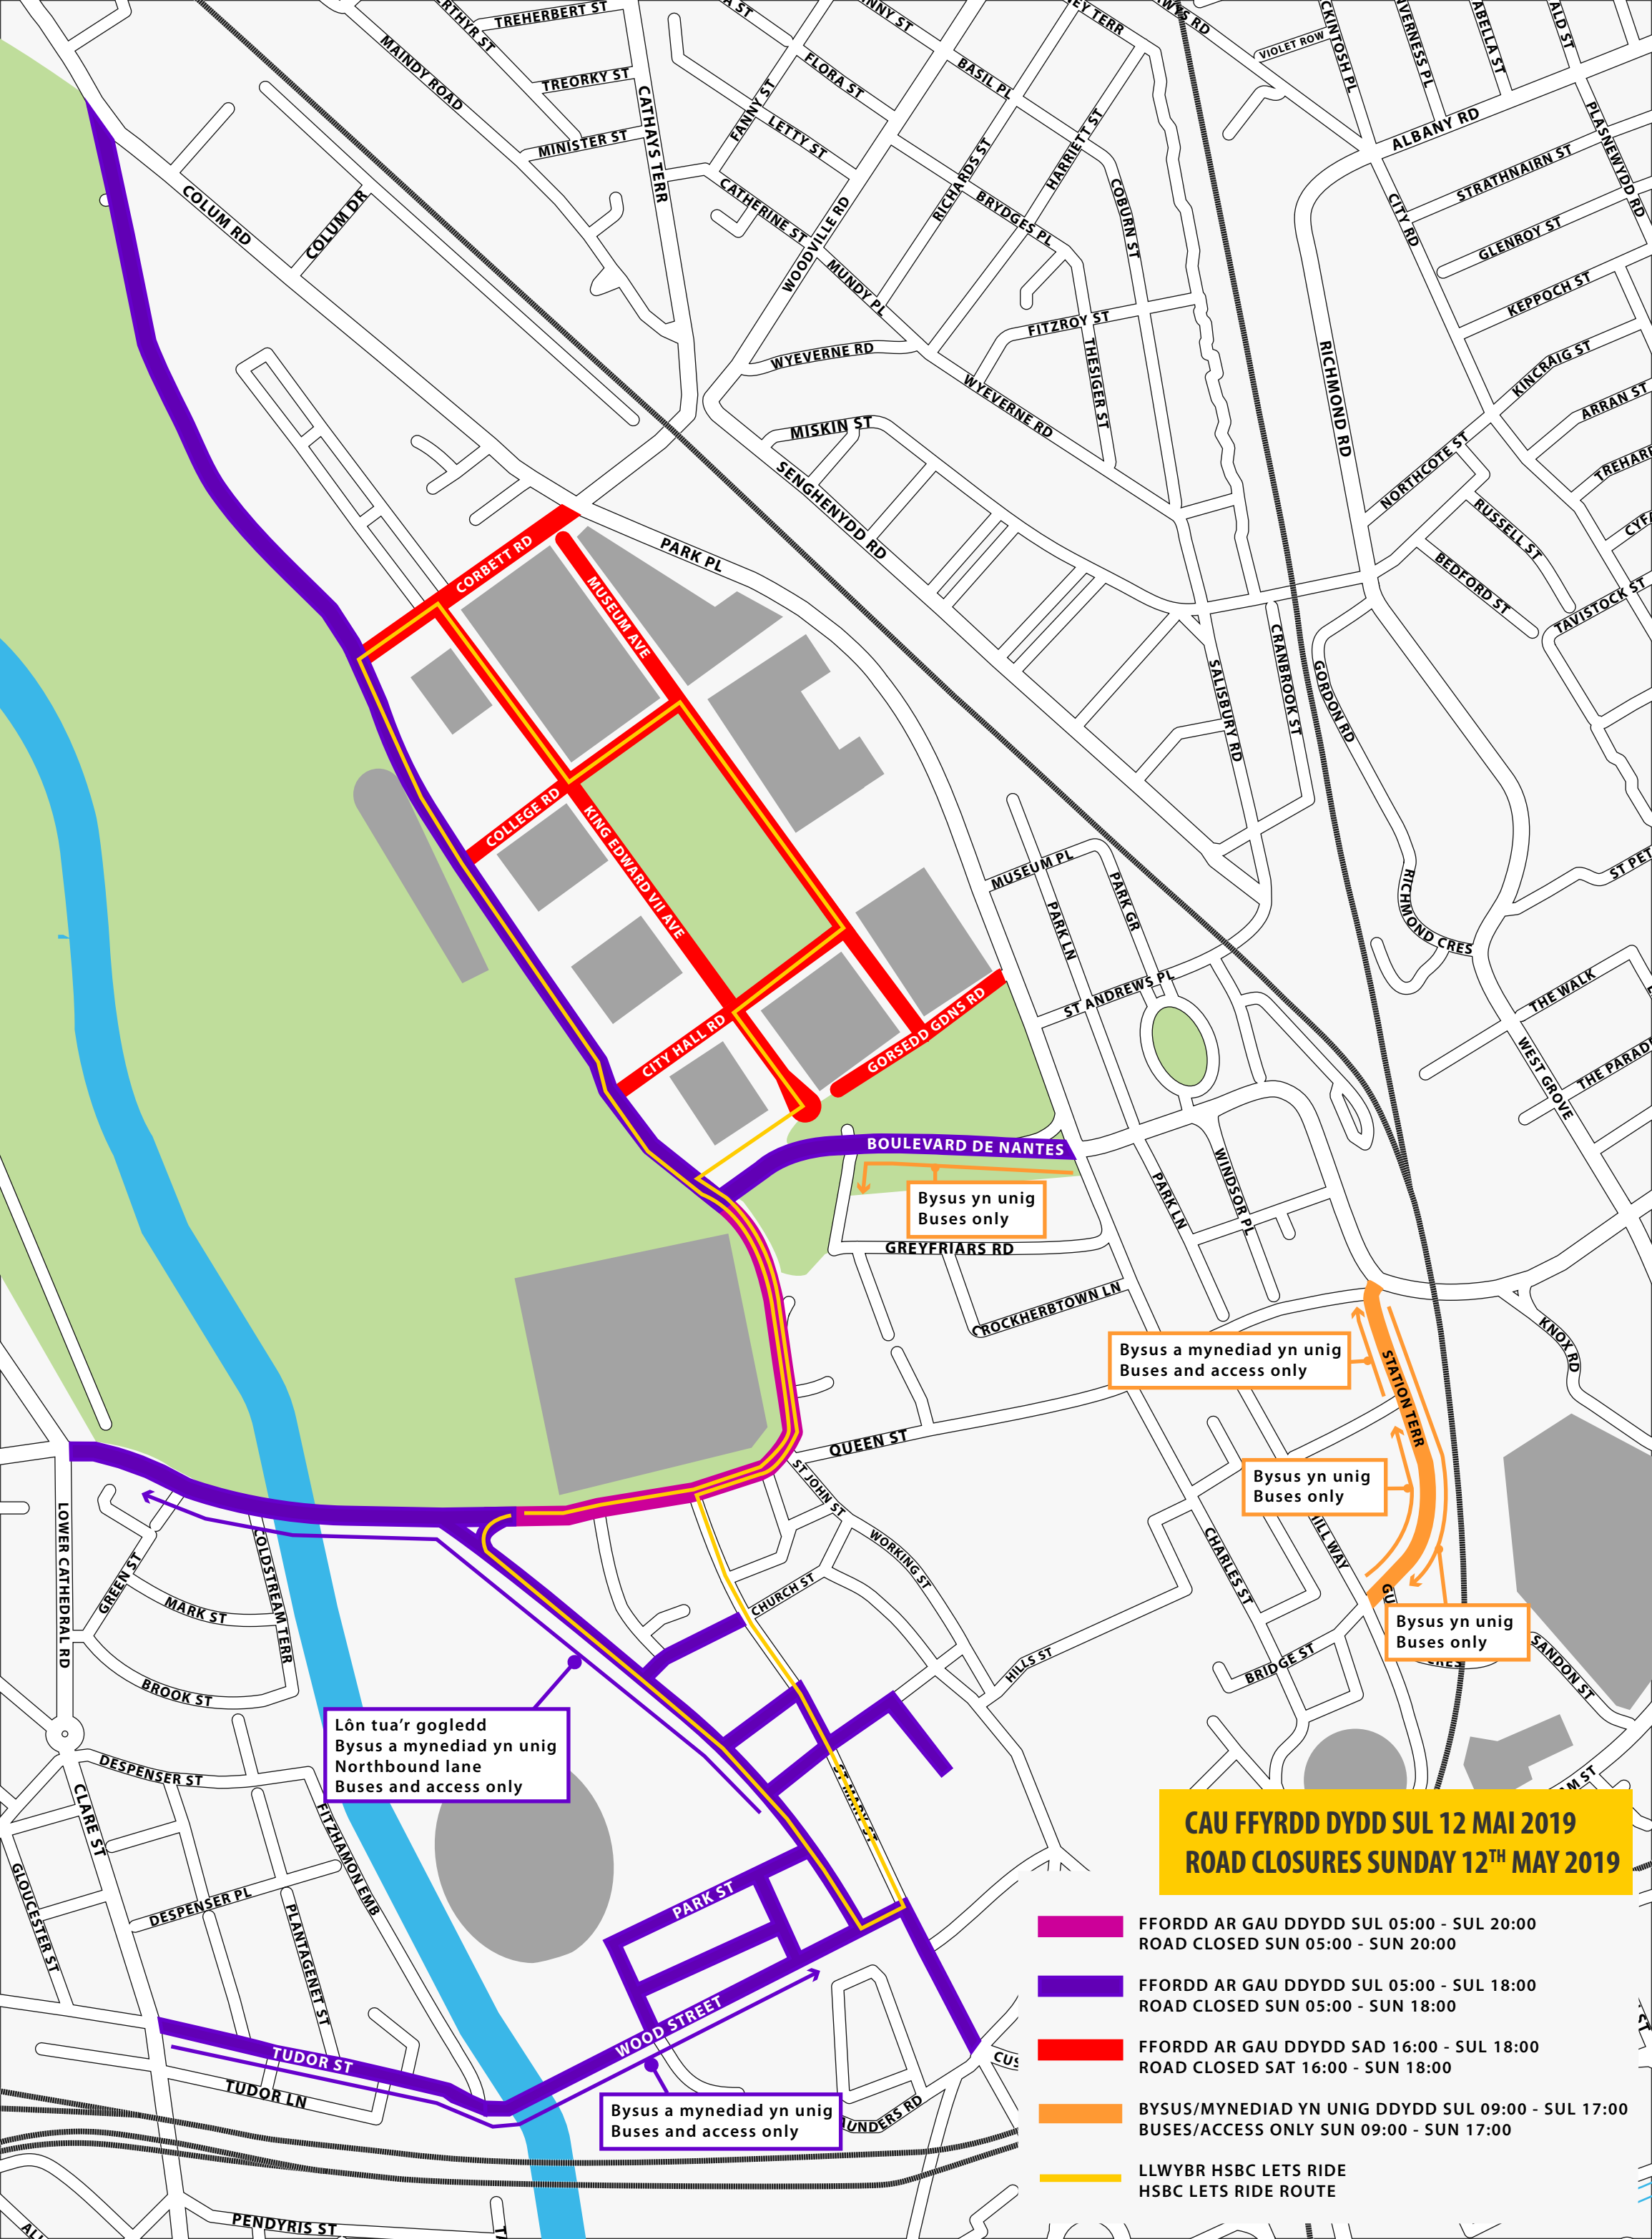 TREHERBERT ST
TREORKY ST
MINISTER ST
MAINDY ROAD
CATHAYS TERR
FANNY ST
FLORA ST
LETTY ST
CATHERINE ST
BASIL PL
RICHARDS ST
HARRIETT ST
BRYDGES PL
COBURN ST
WOODVILLE RD
MUNDY PL
VIOLET ROW
ALBANY RD
PLASNEWYDD RD
STRATHNAIRN ST
CITY RD
GLENROY ST
KEPPOCH ST
KINCRAIG ST
ARRAN ST
COLUM RD
COLUM DR
FITZROY ST
THESIGER ST
WYEVERNE RD
WYEVERNE RD
MISKIN ST
SENGHENYDD RD
RICHMOND RD
NORTHCOTE ST
RUSSELL ST
BEDFORD ST
TAVISTOCK ST
PARK PL
CORBETT RD
MUSEUM AVE
COLLEGE RD
KING EDWARD VII AVE
CITY HALL RD
GORSEDD GDNS RD
SALISBURY RD
CRANBROOK ST
GORDON RD
RICHMOND CRES
MUSEUM PL
PARK GR
PARK LN
ST ANDREWS PL
THE WALK
WEST GROVE
BOULEVARD DE NANTES
Bysus yn unig
Buses only
PARK LN
WINDSOR PL
GREYFRIARS RD
CROCKHERBTOWN LN
Bysus a mynediad yn unig
Buses and access only
STATION TERR
KNOX RD
QUEEN ST
Bysus yn unig
Buses only
ST JOHN ST
WORKING ST
CHURCH ST
CHARLES ST
HILLS ST
BRIDGE ST
Bysus yn unig
Buses only
SANDON ST
LOWER CATHEDRAL RD
GREEN ST
MARK ST
COLDSTREAM TERR
BROOK ST
Lôn tua’r gogledd
Bysus a mynediad yn unig
Northbound lane
Buses and access only
ST MARY ST
DESPENSER ST
CLARE ST
FITZHAMON EMB
GLOUCESTER ST
DESPENSER PL
PLANTAGENET ST
PARK ST
WOOD STREET
TUDOR ST
TUDOR LN
PENDYRIS ST
Bysus a mynediad yn unig
Buses and access only
CAU FFYRDD DYDD SUL 12 MAI 2019
ROAD CLOSURES SUNDAY 12TH MAY 2019
FFORDD AR GAU DDYDD SUL 05:00 - SUL 20:00
ROAD CLOSED SUN 05:00 - SUN 20:00
FFORDD AR GAU DDYDD SUL 05:00 - SUL 18:00
ROAD CLOSED SUN 05:00 - SUN 18:00
FFORDD AR GAU DDYDD SAD 16:00 - SUL 18:00
ROAD CLOSED SAT 16:00 - SUN 18:00
BYSUS/MYNEDIAD YN UNIG DDYDD SUL 09:00 - SUL 17:00
BUSES/ACCESS ONLY SUN 09:00 - SUN 17:00
LLWYBR HSBC LETS RIDE
HSBC LETS RIDE ROUTE